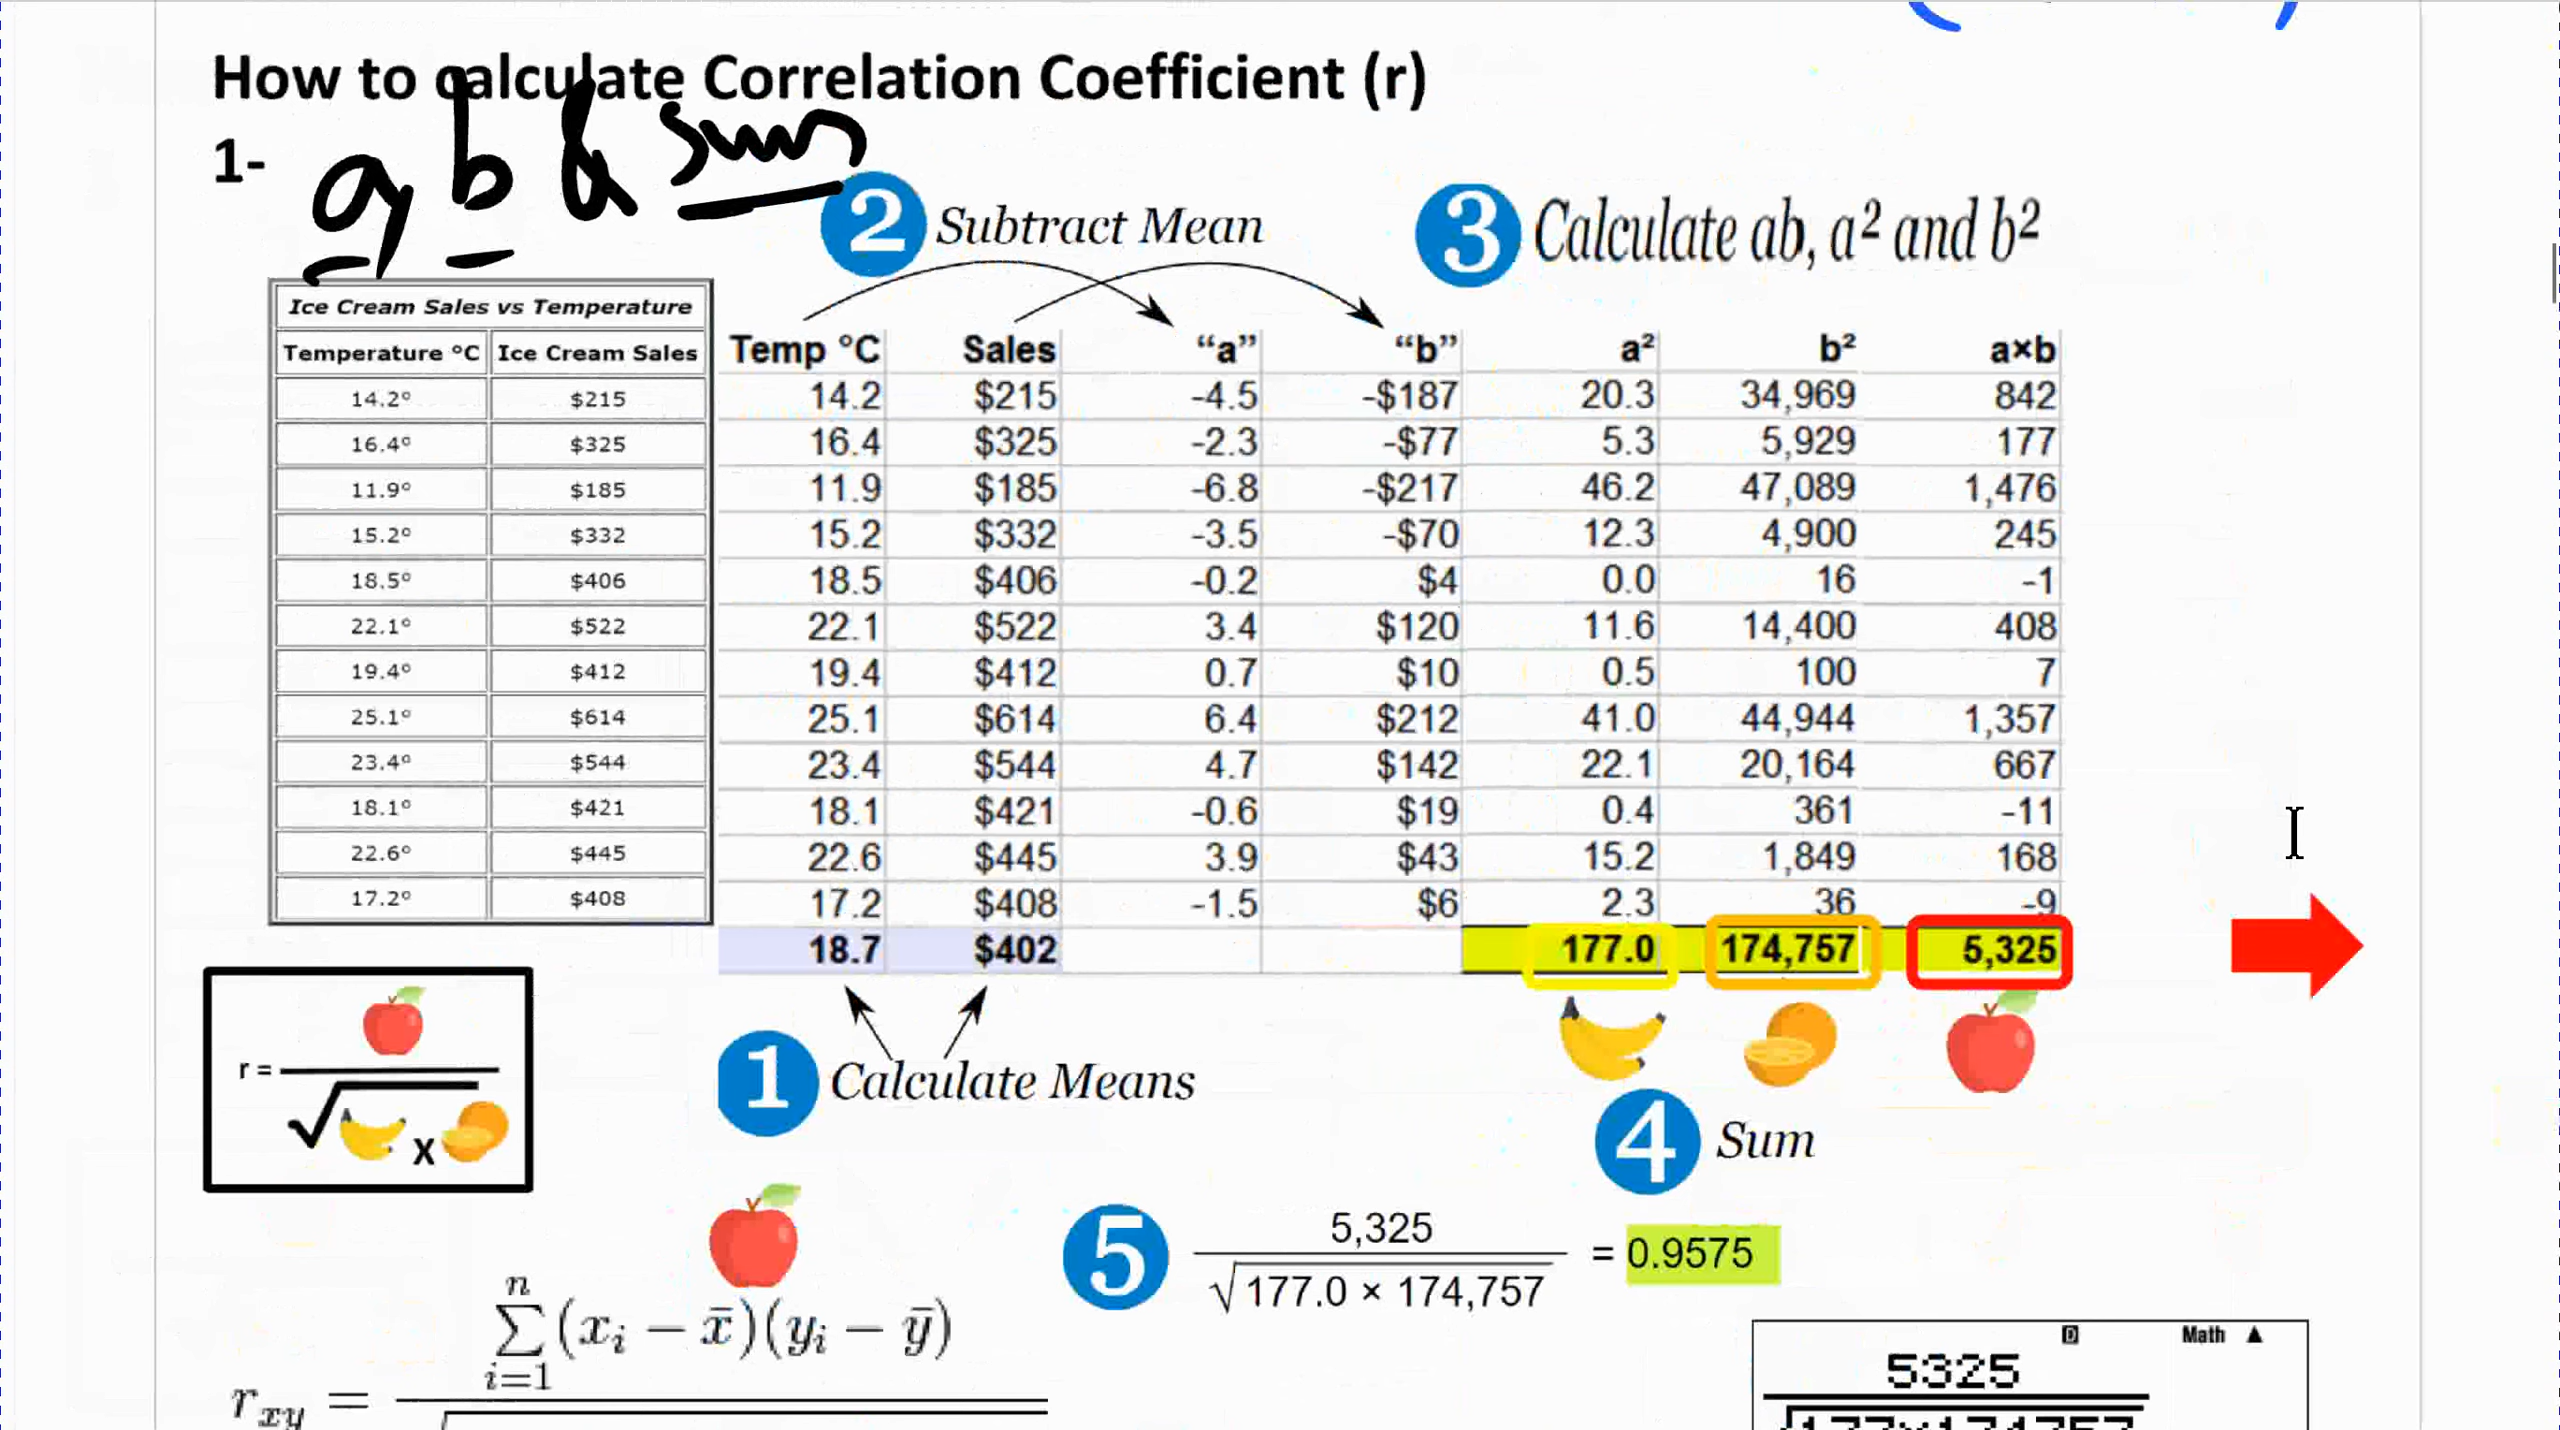 How to calculate Correlation Coefficient (r)
1-
a, b & sum
2 Subtract Mean
3 Calculate ab, a² and b²
Ice Cream Sales vs Temperature
Temperature °C Ice Cream Sales
14.2° $215
16.4° $325
11.9° $185
15.2° $332
18.5° $406
22.1° $522
19.4° $412
25.1° $614
23.4° $544
18.1° $421
22.6° $445
17.2° $408
Temp °C Sales “a” “b” a² b² a×b
14.2 $215 -4.5 -$187 20.3 34,969 842
16.4 $325 -2.3 -$77 5.3 5,929 177
11.9 $185 -6.8 -$217 46.2 47,089 1,476
15.2 $332 -3.5 -$70 12.3 4,900 245
18.5 $406 -0.2 $4 0.0 16 -1
22.1 $522 3.4 $120 11.6 14,400 408
19.4 $412 0.7 $10 0.5 100 7
25.1 $614 6.4 $212 41.0 44,944 1,357
23.4 $544 4.7 $142 22.1 20,164 667
18.1 $421 -0.6 $19 0.4 361 -11
22.6 $445 3.9 $43 15.2 1,849 168
17.2 $408 -1.5 $6 2.3 36 -9
18.7 $402 177.0 174,757 5,325
r =
√ X
1 Calculate Means
4 Sum
5 5,325
√177.0 × 174,757
= 0.9575
n
∑ (xᵢ − x̄)(yᵢ − ȳ)
i=1
r_xy =
D Math ▲
5325
√177×174757